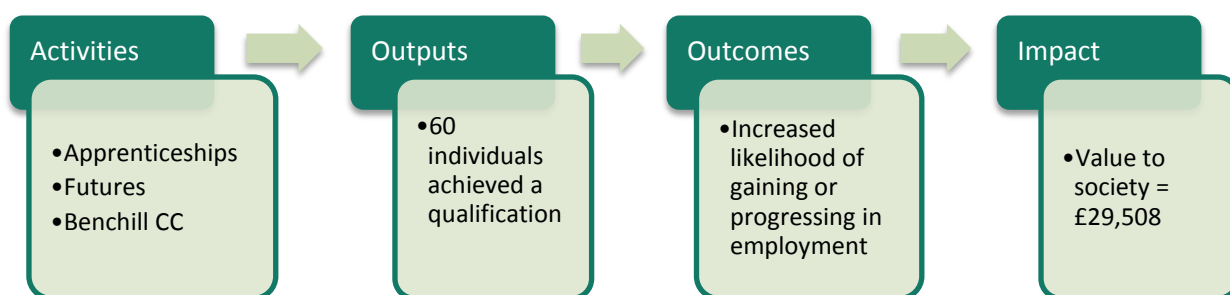 Activities
•Apprenticeships
•Futures
•Benchill CC
Outputs
•60
individuals
achieved a
qualification
Outcomes
•Increased
likelihood of
gaining or
progressing in
employment
Impact
•Value to
society =
£29,508